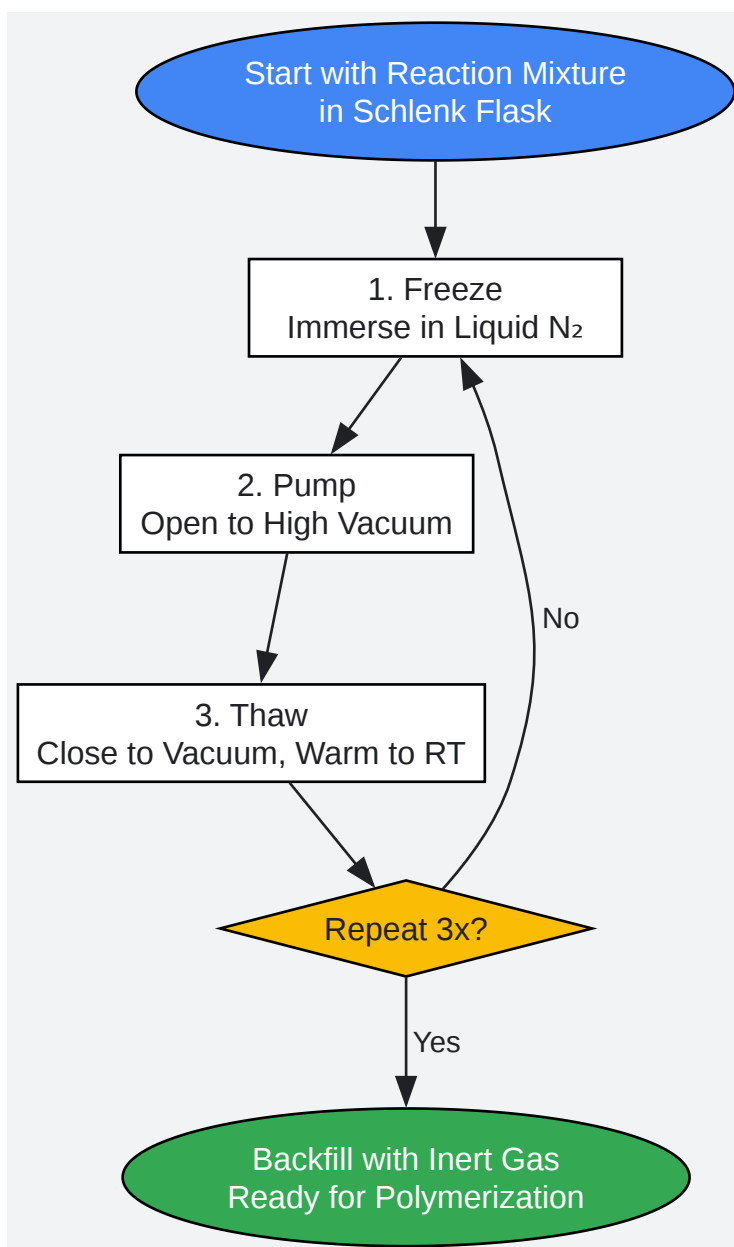 Start with Reaction Mixture
in Schlenk Flask
1. Freeze
Immerse in Liquid N₂
2. Pump
Open to High Vacuum
No
3. Thaw
Close to Vacuum, Warm to RT
Repeat 3x?
Yes
Backfill with Inert Gas
Ready for Polymerization